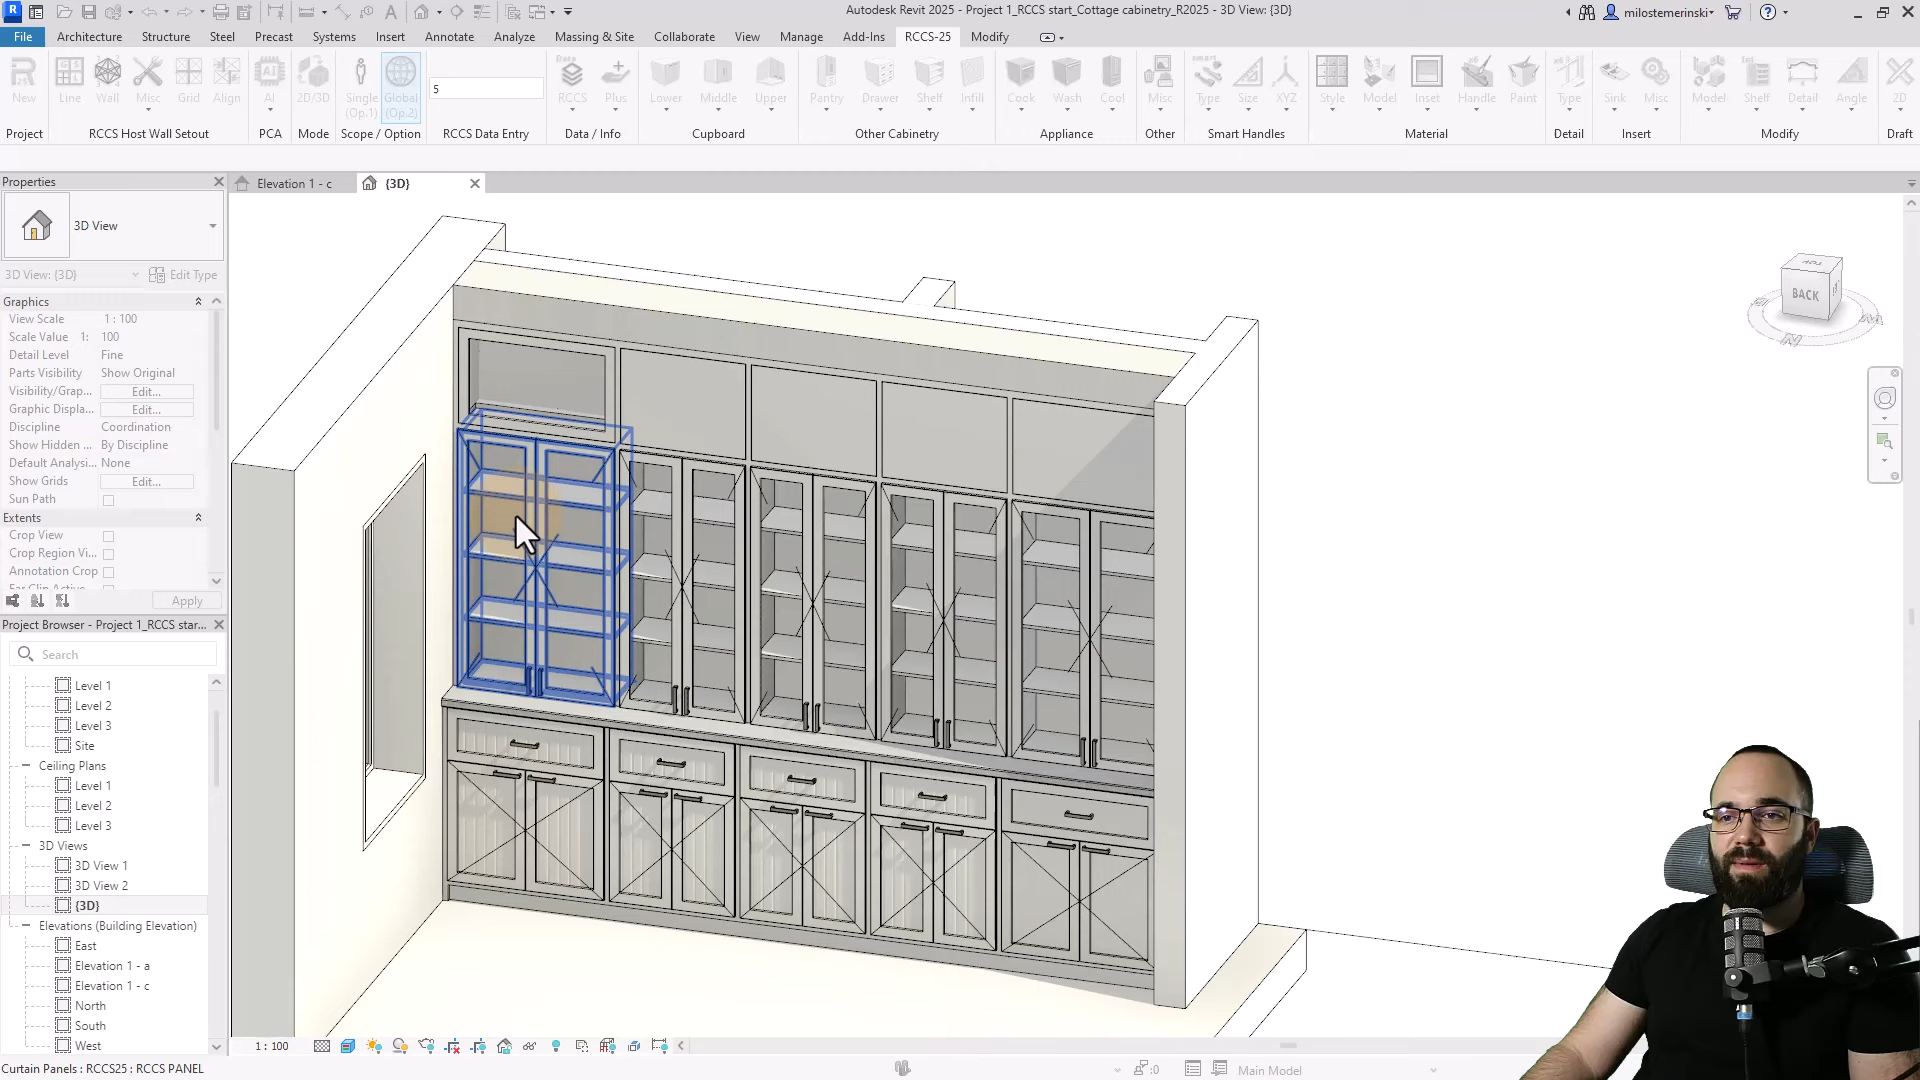 Autodesk Revit 2025 - Project 1_RCCS start_Cottage cabinetry_R2025 - 3D View: {3D}
milostemerinski
File Architecture Structure Steel Precast Systems Insert Annotate Analyze Massing & Site Collaborate View Manage Add-Ins RCCS-25 Modify
New Line Wall Misc Grid Align AI 2D/3D Single (Op.1) Global (Op.2) 5 RCCS Plus Lower Middle Upper Pantry Drawer Shelf Infill Cook Wash Cool Misc Type Size XYZ Style Model Inset Handle Paint Type Sink Misc Model Shelf Detail Angle 2D
Project RCCS Host Wall Setout PCA Mode Scope / Option RCCS Data Entry Data / Info Cupboard Other Cabinetry Appliance Other Smart Handles Material Detail Insert Modify Draft
Properties
Elevation 1 - c
{3D}
3D View
3D View: {3D}
Edit Type
Graphics
View Scale 1 : 100
Scale Value 1: 100
Detail Level Fine
Parts Visibility Show Original
Visibility/Grap... Edit...
Graphic Displa... Edit...
Discipline Coordination
Show Hidden ... By Discipline
Default Analysi... None
Show Grids Edit...
Sun Path
Extents
Crop View
Crop Region Vi...
Annotation Crop
Far Clip Active
Apply
Project Browser - Project 1_RCCS star...
Search
Level 1
Level 2
Level 3
Site
Ceiling Plans
Level 1
Level 2
Level 3
3D Views
3D View 1
3D View 2
{3D}
Elevations (Building Elevation)
East
Elevation 1 - a
Elevation 1 - c
North
South
West
BACK
TOP
1 : 100
Curtain Panels : RCCS25 : RCCS PANEL
:0
Main Model